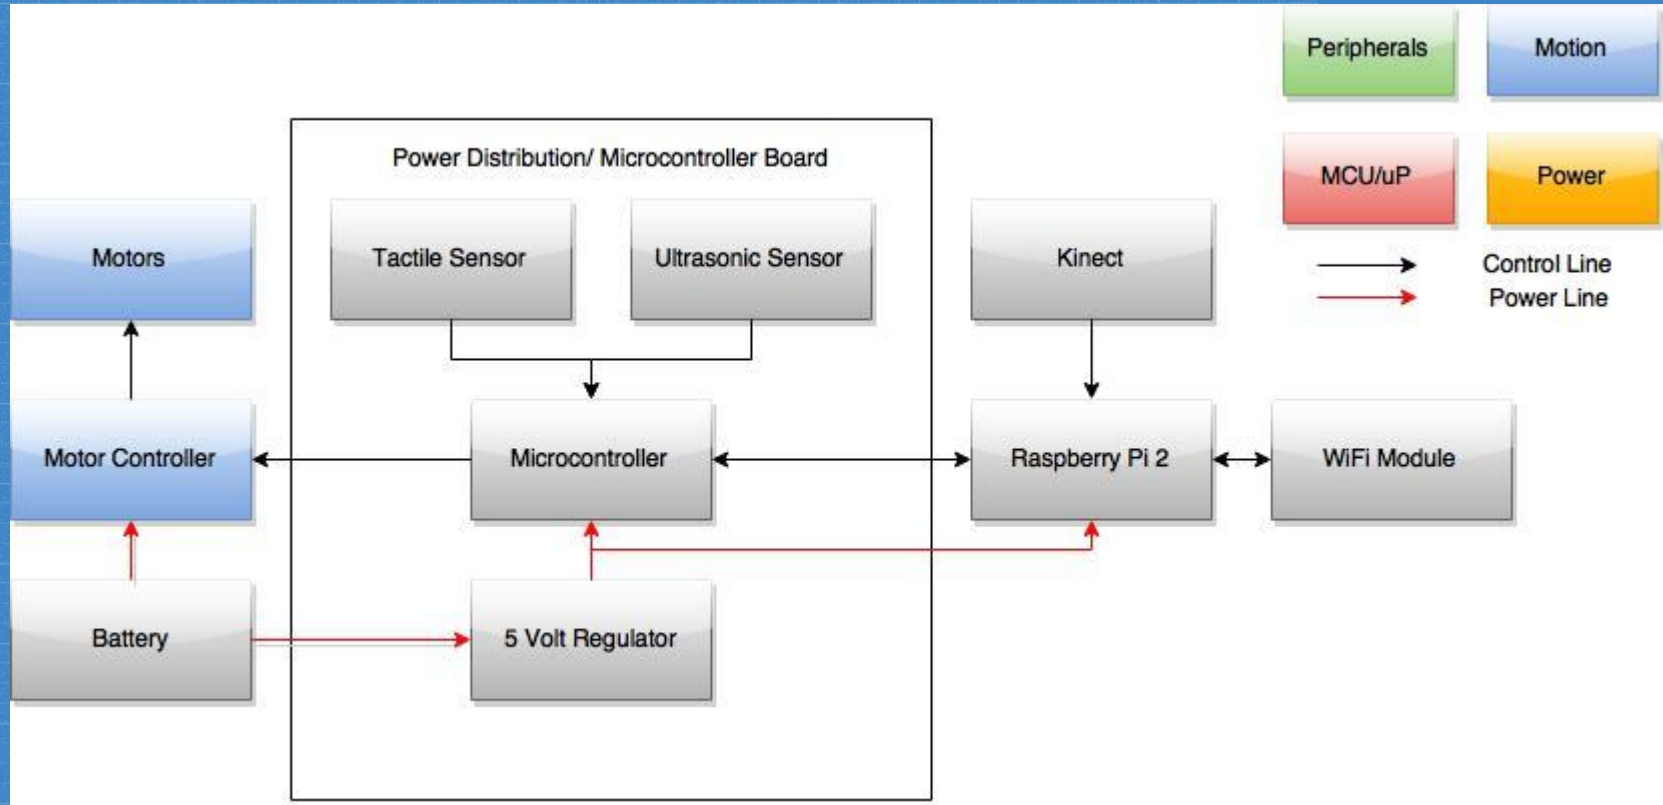 Peripherals
Motion
MCU/uP
Power
Control Line
Power Line
Power Distribution/ Microcontroller Board
Motors
Tactile Sensor
Ultrasonic Sensor
Kinect
Motor Controller
Microcontroller
Raspberry Pi 2
WiFi Module
Battery
5 Volt Regulator